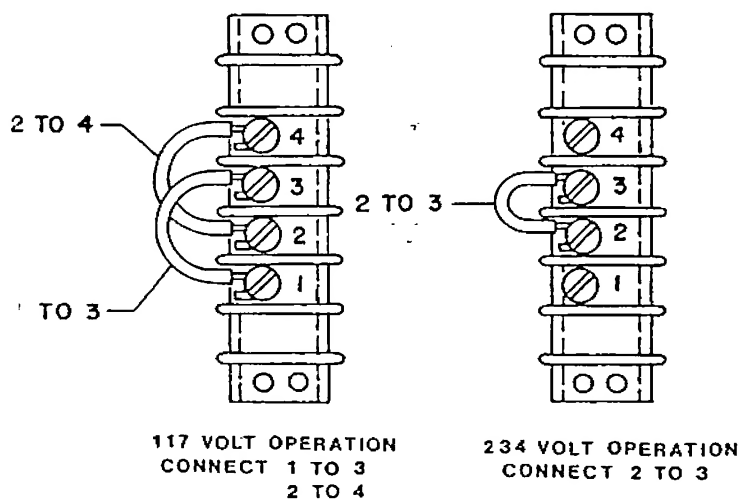 2 TO 4
4
3
2
1
1 TO 3
117 VOLT OPERATION
CONNECT 1 TO 3
2 TO 4
2 TO 3
4
3
2
1
234 VOLT OPERATION
CONNECT 2 TO 3